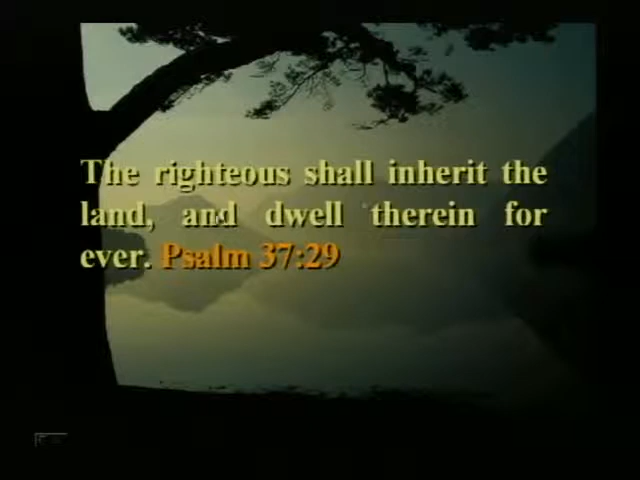 The righteous shall inherit the
land, and dwell therein for
ever. Psalm 37:29